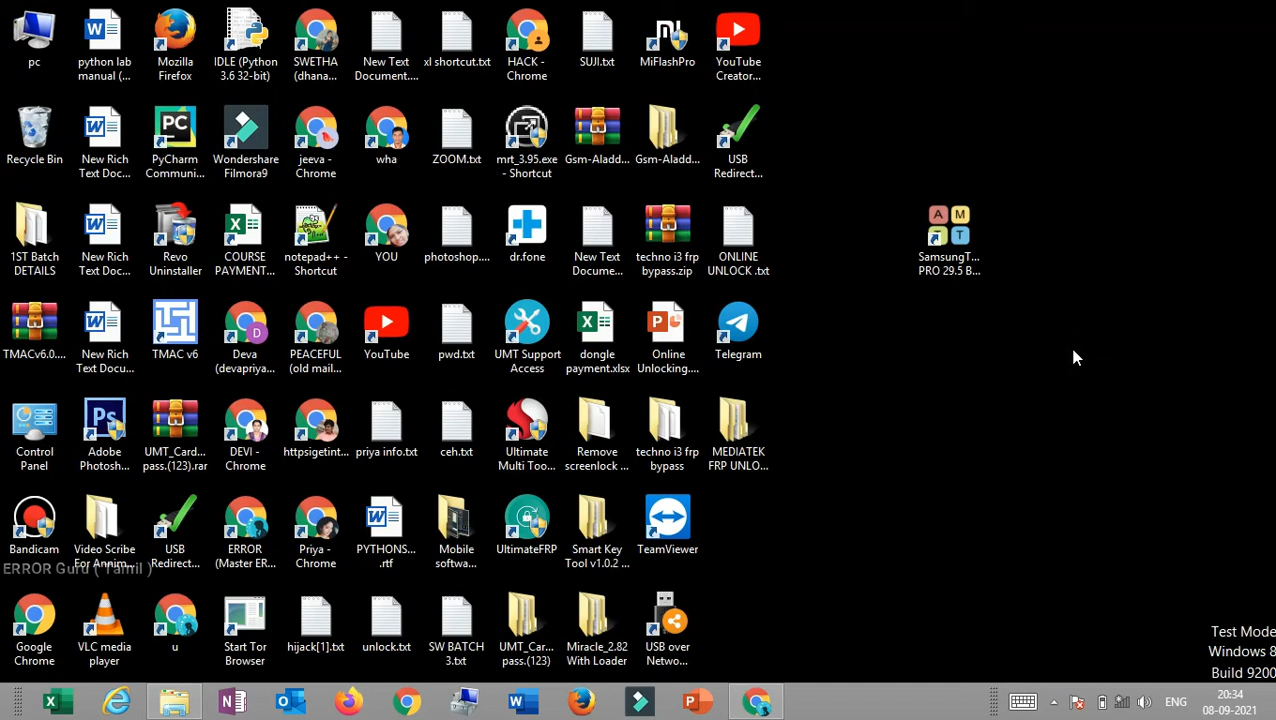 pc
python lab
manual (...
Mozilla
Firefox
IDLE (Python
3.6 32-bit)
SWETHA
(dhana...
New Text
Document....
xl shortcut.txt
HACK -
Chrome
SUJI.txt
MiFlashPro
YouTube
Creator...
Recycle Bin
New Rich
Text Doc...
PyCharm
Communi...
Wondershare
Filmora9
jeeva -
Chrome
wha
ZOOM.txt
mrt_3.95.exe
- Shortcut
Gsm-Aladd...
Gsm-Aladd...
USB
Redirect...
1ST Batch
DETAILS
New Rich
Text Doc...
Revo
Uninstaller
COURSE
PAYMENT...
notepad++ -
Shortcut
YOU
photoshop....
dr.fone
New Text
Docume...
techno i3 frp
bypass.zip
ONLINE
UNLOCK .txt
SamsungT...
PRO 29.5 B...
TMACv6.0....
New Rich
Text Docu...
TMAC v6
Deva
(devapriya...
PEACEFUL
(old mail...
YouTube
pwd.txt
UMT Support
Access
dongle
payment.xlsx
Online
Unlocking....
Telegram
Control
Panel
Adobe
Photosh...
UMT_Card...
pass.(123).rar
DEVI -
Chrome
httpsigetint...
priya info.txt
ceh.txt
Ultimate
Multi Too...
Remove
screenlock ...
techno i3 frp
bypass
MEDIATEK
FRP UNLO...
Bandicam
Video Scribe
For Annim...
USB
Redirect...
ERROR
(Master ER...
Priya -
Chrome
PYTHONS...
.rtf
Mobile
softwa...
UltimateFRP
Smart Key
Tool v1.0.2 ...
TeamViewer
ERROR Guru ( Tamil )
Google
Chrome
VLC media
player
u
Start Tor
Browser
hijack[1].txt
unlock.txt
SW BATCH
3.txt
UMT_Car...
pass.(123)
Miracle_2.82
With Loader
USB over
Netwo...
Test Mode
Windows 8
Build 9200
ENG
20:34
08-09-2021